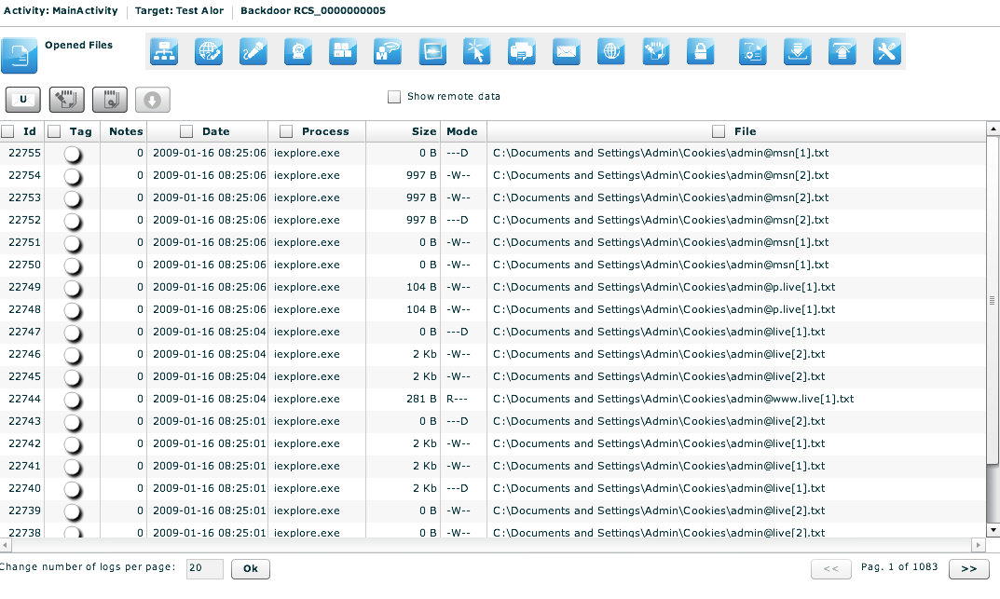 Activity: MainActivity Target: Test Alor Backdoor RCS_0000000005
Opened Files
U
Show remote data
Id Tag Notes Date Process Size Mode File
22755 0 2009-01-16 08:25:06 iexplore.exe 0 B ---D C:\Documents and Settings\Admin\Cookies\admin@msn[1].txt
22754 0 2009-01-16 08:25:06 iexplore.exe 997 B -W-- C:\Documents and Settings\Admin\Cookies\admin@msn[2].txt
22753 0 2009-01-16 08:25:06 iexplore.exe 997 B -W-- C:\Documents and Settings\Admin\Cookies\admin@msn[2].txt
22752 0 2009-01-16 08:25:06 iexplore.exe 997 B ---D C:\Documents and Settings\Admin\Cookies\admin@msn[2].txt
22751 0 2009-01-16 08:25:06 iexplore.exe 0 B -W-- C:\Documents and Settings\Admin\Cookies\admin@msn[1].txt
22750 0 2009-01-16 08:25:06 iexplore.exe 0 B -W-- C:\Documents and Settings\Admin\Cookies\admin@msn[1].txt
22749 0 2009-01-16 08:25:06 iexplore.exe 104 B -W-- C:\Documents and Settings\Admin\Cookies\admin@p.live[1].txt
22748 0 2009-01-16 08:25:06 iexplore.exe 104 B -W-- C:\Documents and Settings\Admin\Cookies\admin@p.live[1].txt
22747 0 2009-01-16 08:25:04 iexplore.exe 0 B ---D C:\Documents and Settings\Admin\Cookies\admin@live[1].txt
22746 0 2009-01-16 08:25:04 iexplore.exe 2 Kb -W-- C:\Documents and Settings\Admin\Cookies\admin@live[2].txt
22745 0 2009-01-16 08:25:04 iexplore.exe 2 Kb -W-- C:\Documents and Settings\Admin\Cookies\admin@live[2].txt
22744 0 2009-01-16 08:25:04 iexplore.exe 281 B R--- C:\Documents and Settings\Admin\Cookies\admin@www.live[1].txt
22743 0 2009-01-16 08:25:01 iexplore.exe 0 B ---D C:\Documents and Settings\Admin\Cookies\admin@live[2].txt
22742 0 2009-01-16 08:25:01 iexplore.exe 2 Kb -W-- C:\Documents and Settings\Admin\Cookies\admin@live[1].txt
22741 0 2009-01-16 08:25:01 iexplore.exe 2 Kb -W-- C:\Documents and Settings\Admin\Cookies\admin@live[1].txt
22740 0 2009-01-16 08:25:01 iexplore.exe 2 Kb ---D C:\Documents and Settings\Admin\Cookies\admin@live[1].txt
22739 0 2009-01-16 08:25:01 iexplore.exe 0 B -W-- C:\Documents and Settings\Admin\Cookies\admin@live[2].txt
22738 0 2009-01-16 08:25:01 iexplore.exe 0 B -W-- C:\Documents and Settings\Admin\Cookies\admin@live[2].txt
Change number of logs per page: 20 Ok << Pag. 1 of 1083 >>